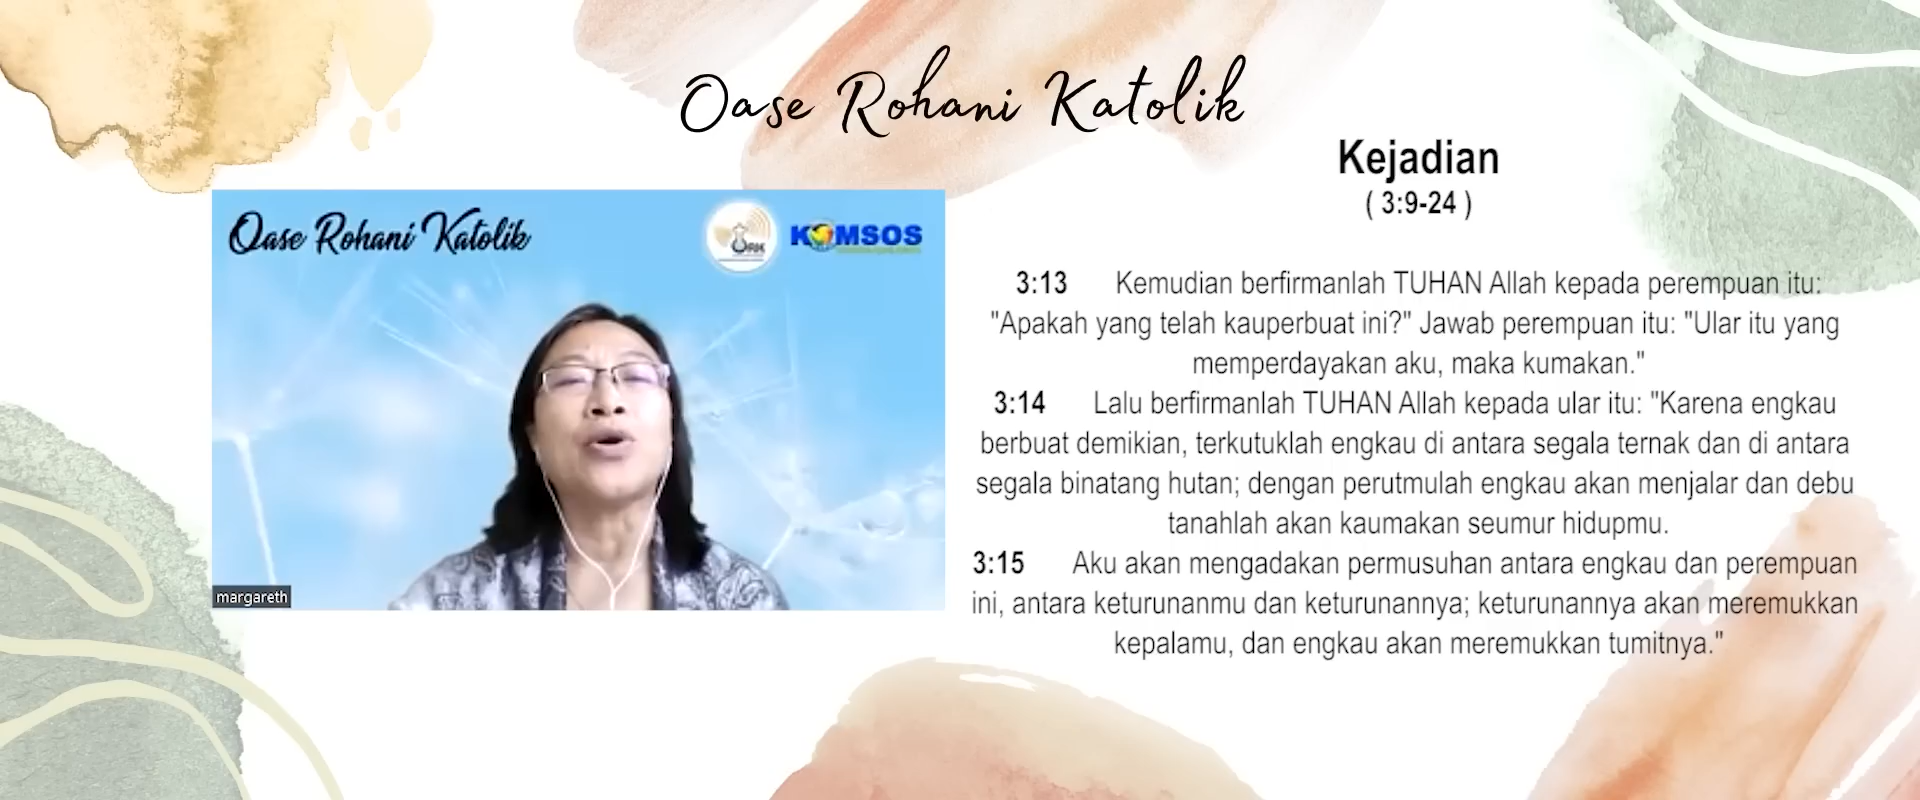 Oase Rohani Katolik
Kejadian
( 3:9-24 )
Oase Rohani Katolik
KOMSOS
margareth
3:13 Kemudian berfirmanlah TUHAN Allah kepada perempuan itu:
"Apakah yang telah kauperbuat ini?" Jawab perempuan itu: "Ular itu yang
memperdayakan aku, maka kumakan."
3:14 Lalu berfirmanlah TUHAN Allah kepada ular itu: "Karena engkau
berbuat demikian, terkutuklah engkau di antara segala ternak dan di antara
segala binatang hutan; dengan perutmulah engkau akan menjalar dan debu
tanahlah akan kaumakan seumur hidupmu.
3:15 Aku akan mengadakan permusuhan antara engkau dan perempuan
ini, antara keturunanmu dan keturunannya; keturunannya akan meremukkan
kepalamu, dan engkau akan meremukkan tumitnya."